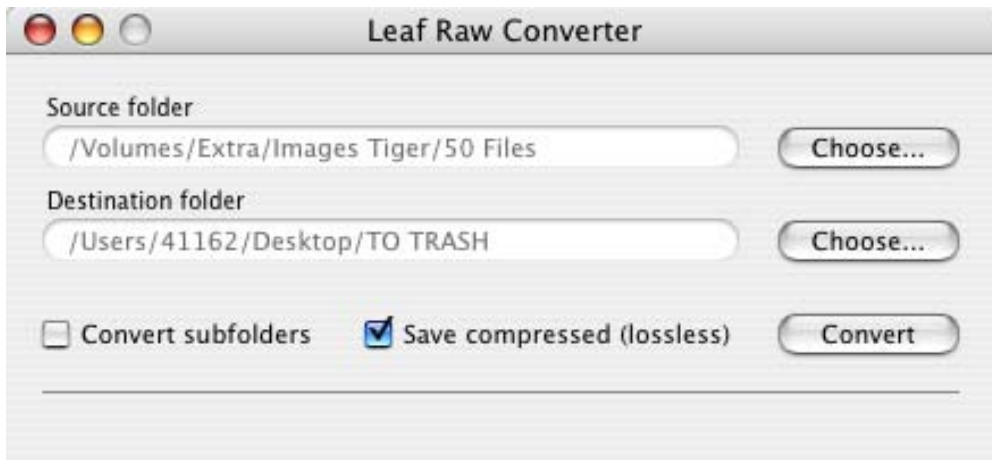 Leaf Raw Converter
Source folder
/Volumes/Extra/Images Tiger/50 Files
Choose...
Destination folder
/Users/41162/Desktop/TO TRASH
Choose...
Convert subfolders
Save compressed (lossless)
Convert